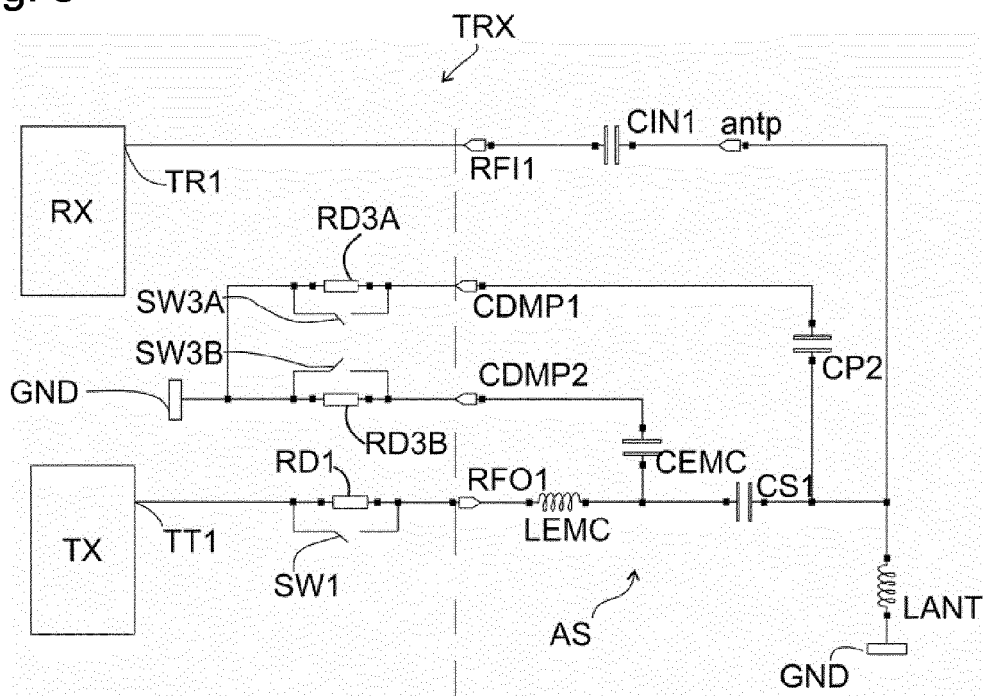 TRX
CIN1
antp
RFI1
TR1
RX
RD3A
SW3A
CDMP1
SW3B
CDMP2
CP2
GND
RD3B
CEMC
RD1
RFO1
CS1
LEMC
TX
TT1
SW1
AS
LANT
GND